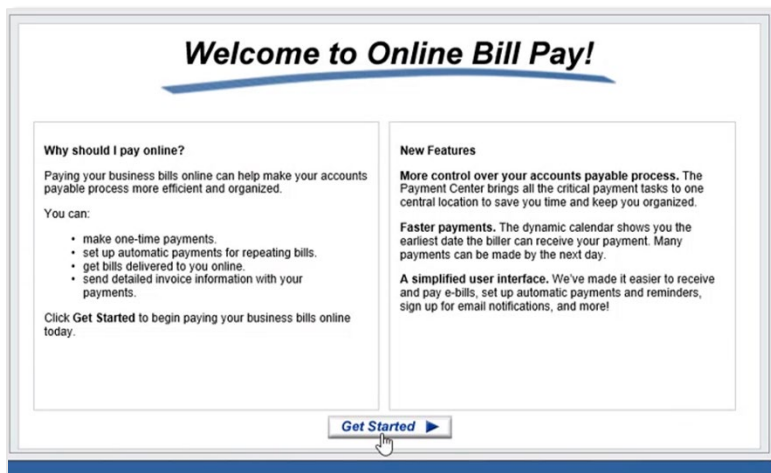 Welcome to Online Bill Pay!
Why should I pay online?
Paying your business bills online can help make your accounts
payable process more efficient and organized.
You can:
• make one-time payments.
• set up automatic payments for repeating bills.
• get bills delivered to you online.
• send detailed invoice information with your
payments.
Click Get Started to begin paying your business bills online
today.
New Features
More control over your accounts payable process. The
Payment Center brings all the critical payment tasks to one
central location to save you time and keep you organized.
Faster payments. The dynamic calendar shows you the
earliest date the biller can receive your payment. Many
payments can be made by the next day.
A simplified user interface. We've made it easier to receive
and pay e-bills, set up automatic payments and reminders,
sign up for email notifications, and more!
Get Started